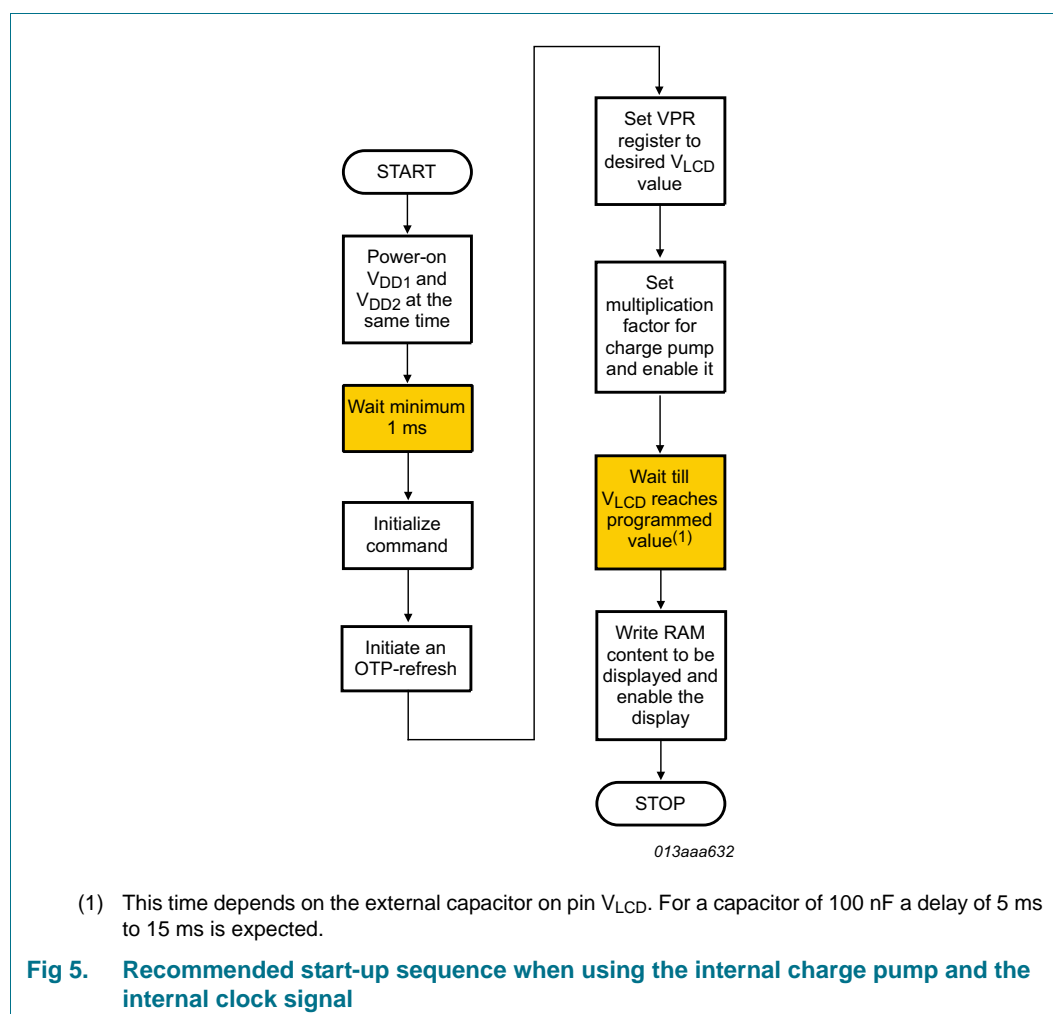 START
Power-on
VDD1 and
VDD2 at the
same time
Wait minimum
1 ms
Initialize
command
Initiate an
OTP-refresh
Set VPR
register to
desired VLCD
value
Set
multiplication
factor for
charge pump
and enable it
Wait till
VLCD reaches
programmed
value(1)
Write RAM
content to be
displayed and
enable the
display
STOP
013aaa632
(1) This time depends on the external capacitor on pin VLCD. For a capacitor of 100 nF a delay of 5 ms
to 15 ms is expected.
Fig 5. Recommended start-up sequence when using the internal charge pump and the
internal clock signal